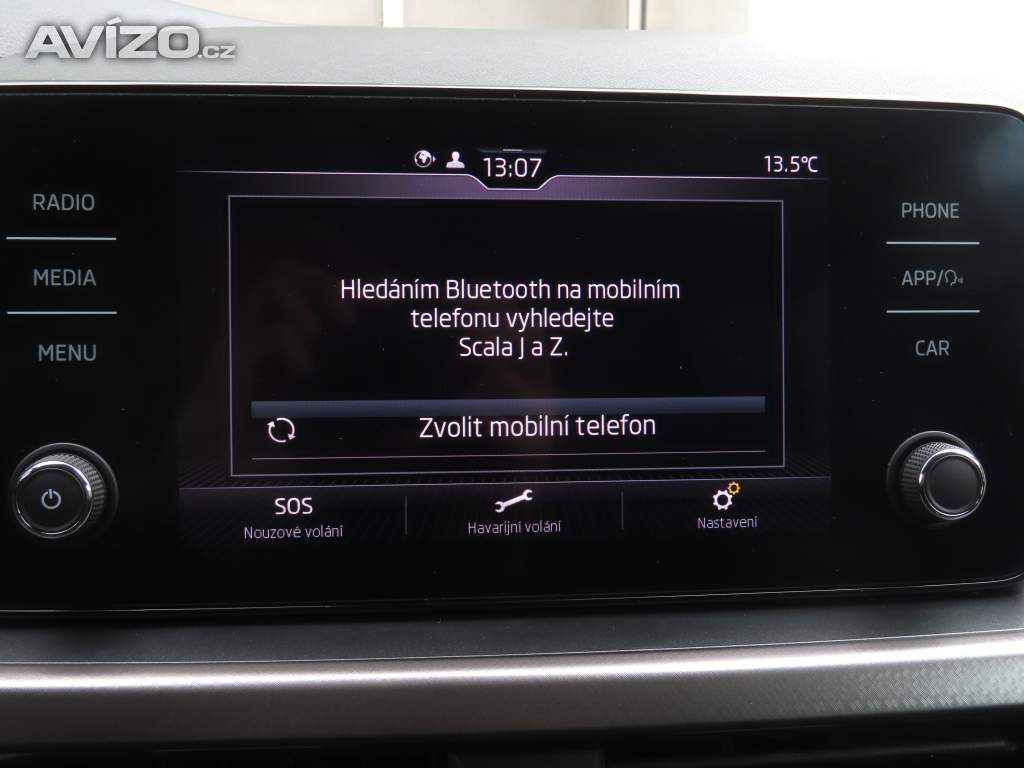 AVÍZO.cz
13:07
13.5°C
RADIO
MEDIA
MENU
Hledáním Bluetooth na mobilním
telefonu vyhledejte
Scala J a Z.
Zvolit mobilní telefon
SOS
Nouzové volání
Havarijní volání
Nastavení
PHONE
APP/
CAR